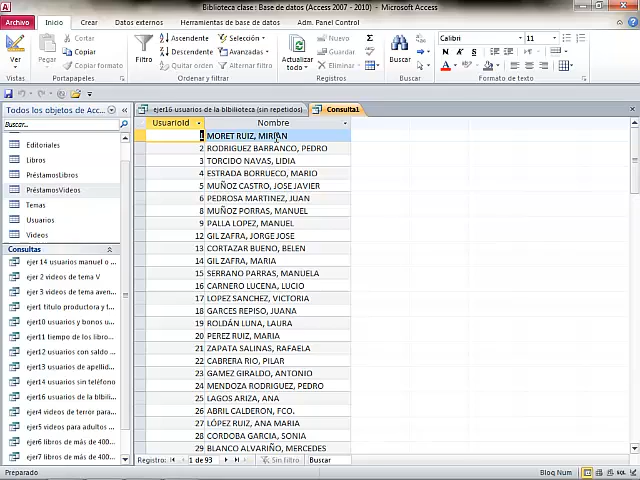 Biblioteca clase : Base de datos (Access 2007 - 2010) - Microsoft Access
Archivo Inicio Crear Datos externos Herramientas de base de datos Adm. Panel Control
Ver
Vistas
Pegar
Cortar
Copiar
Copiar formato
Portapapeles
Filtro
Ascendente
Descendente
Quitar orden
Selección
Avanzadas
Alternar filtro
Ordenar y filtrar
Actualizar todo
Nuevo
Guardar
Eliminar
Registros
Buscar
Buscar
Calibri 11
N K S
Formato de texto
Todos los objetos de Acc...
Buscar...
Editoriales
Libros
PréstamosLibros
PréstamosVideos
Temas
Usuarios
Videos
Consultas
ejer 14 usuarios manuel o ...
ejer 2 videos de tema V
ejer 3 videos de tema aven...
ejer1 titulo productora y t...
ejer10 usuarios y bonus u...
ejer11 tiempo de los libro...
ejer12 usuarios con saldo ...
ejer13 usuarios de apellid...
ejer14 usuarios sin teléfono
ejer16 usuarios de la bIbli...
ejer4 videos de terror para...
ejer5 videos para adultos ...
ejer6 libros de más de 400...
ejer7 libros de mas de 400...
ejer16 usuarios de la bIblioteca (sin repetidos) Consulta1
UsuarioId Nombre
1 MORET RUIZ, MIRIAN
2 RODRIGUEZ BARRANCO, PEDRO
3 TORCIDO NAVAS, LIDIA
4 ESTRADA BORRUECO, MARIO
5 MUÑOZ CASTRO, JOSE JAVIER
6 PEDROSA MARTINEZ, JUAN
8 MUÑOZ PORRAS, MANUEL
9 PALLA LOPEZ, MANUEL
12 GIL ZAFRA, JORGE JOSE
13 CORTAZAR BUENO, BELEN
14 GIL ZAFRA, MARIA
15 SERRANO PARRAS, MANUELA
16 CARNERO LUCENA, LUCIO
17 LOPEZ SANCHEZ, VICTORIA
18 GARCES REPISO, JUANA
19 ROLDÁN LUNA, LAURA
20 PEREZ RUIZ, MARIA
21 ZAPATA SALINAS, RAFAELA
22 CABRERA RIO, PILAR
23 GAMEZ GIRALDO, ANTONIO
24 MENDOZA RODRIGUEZ, PEDRO
25 LAGOS ARIZA, ANA
26 ABRIL CALDERON, FCO.
27 LÓPEZ RUIZ, ANA MARIA
28 CORDOBA GARCIA, SONIA
29 BLANCO ALVARIÑO, MERCEDES
Registro: 1 de 93 Sin filtro Buscar
Preparado Bloq Num SQL